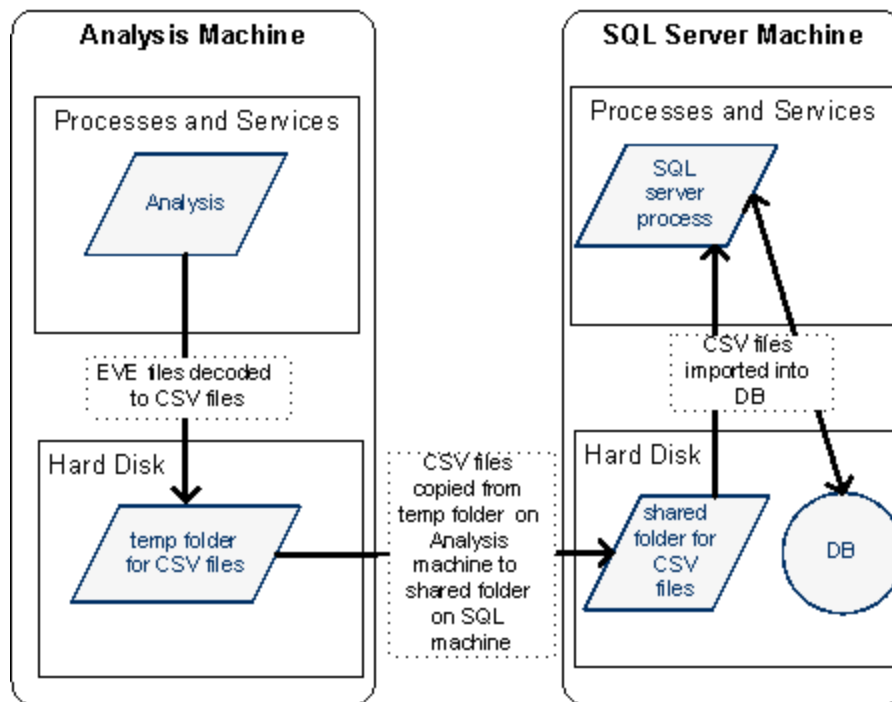 Analysis Machine
Processes and Services
Analysis
EVE files decoded
to CSV files
Hard Disk
temp folder
for CSV files
CSV files
copied from
temp folder on
Analysis
machine to
shared folder
on SQL
machine
SQL Server Machine
Processes and Services
SQL
server
process
CSV files
imported into
DB
Hard Disk
shared
folder for
CSV
files
DB